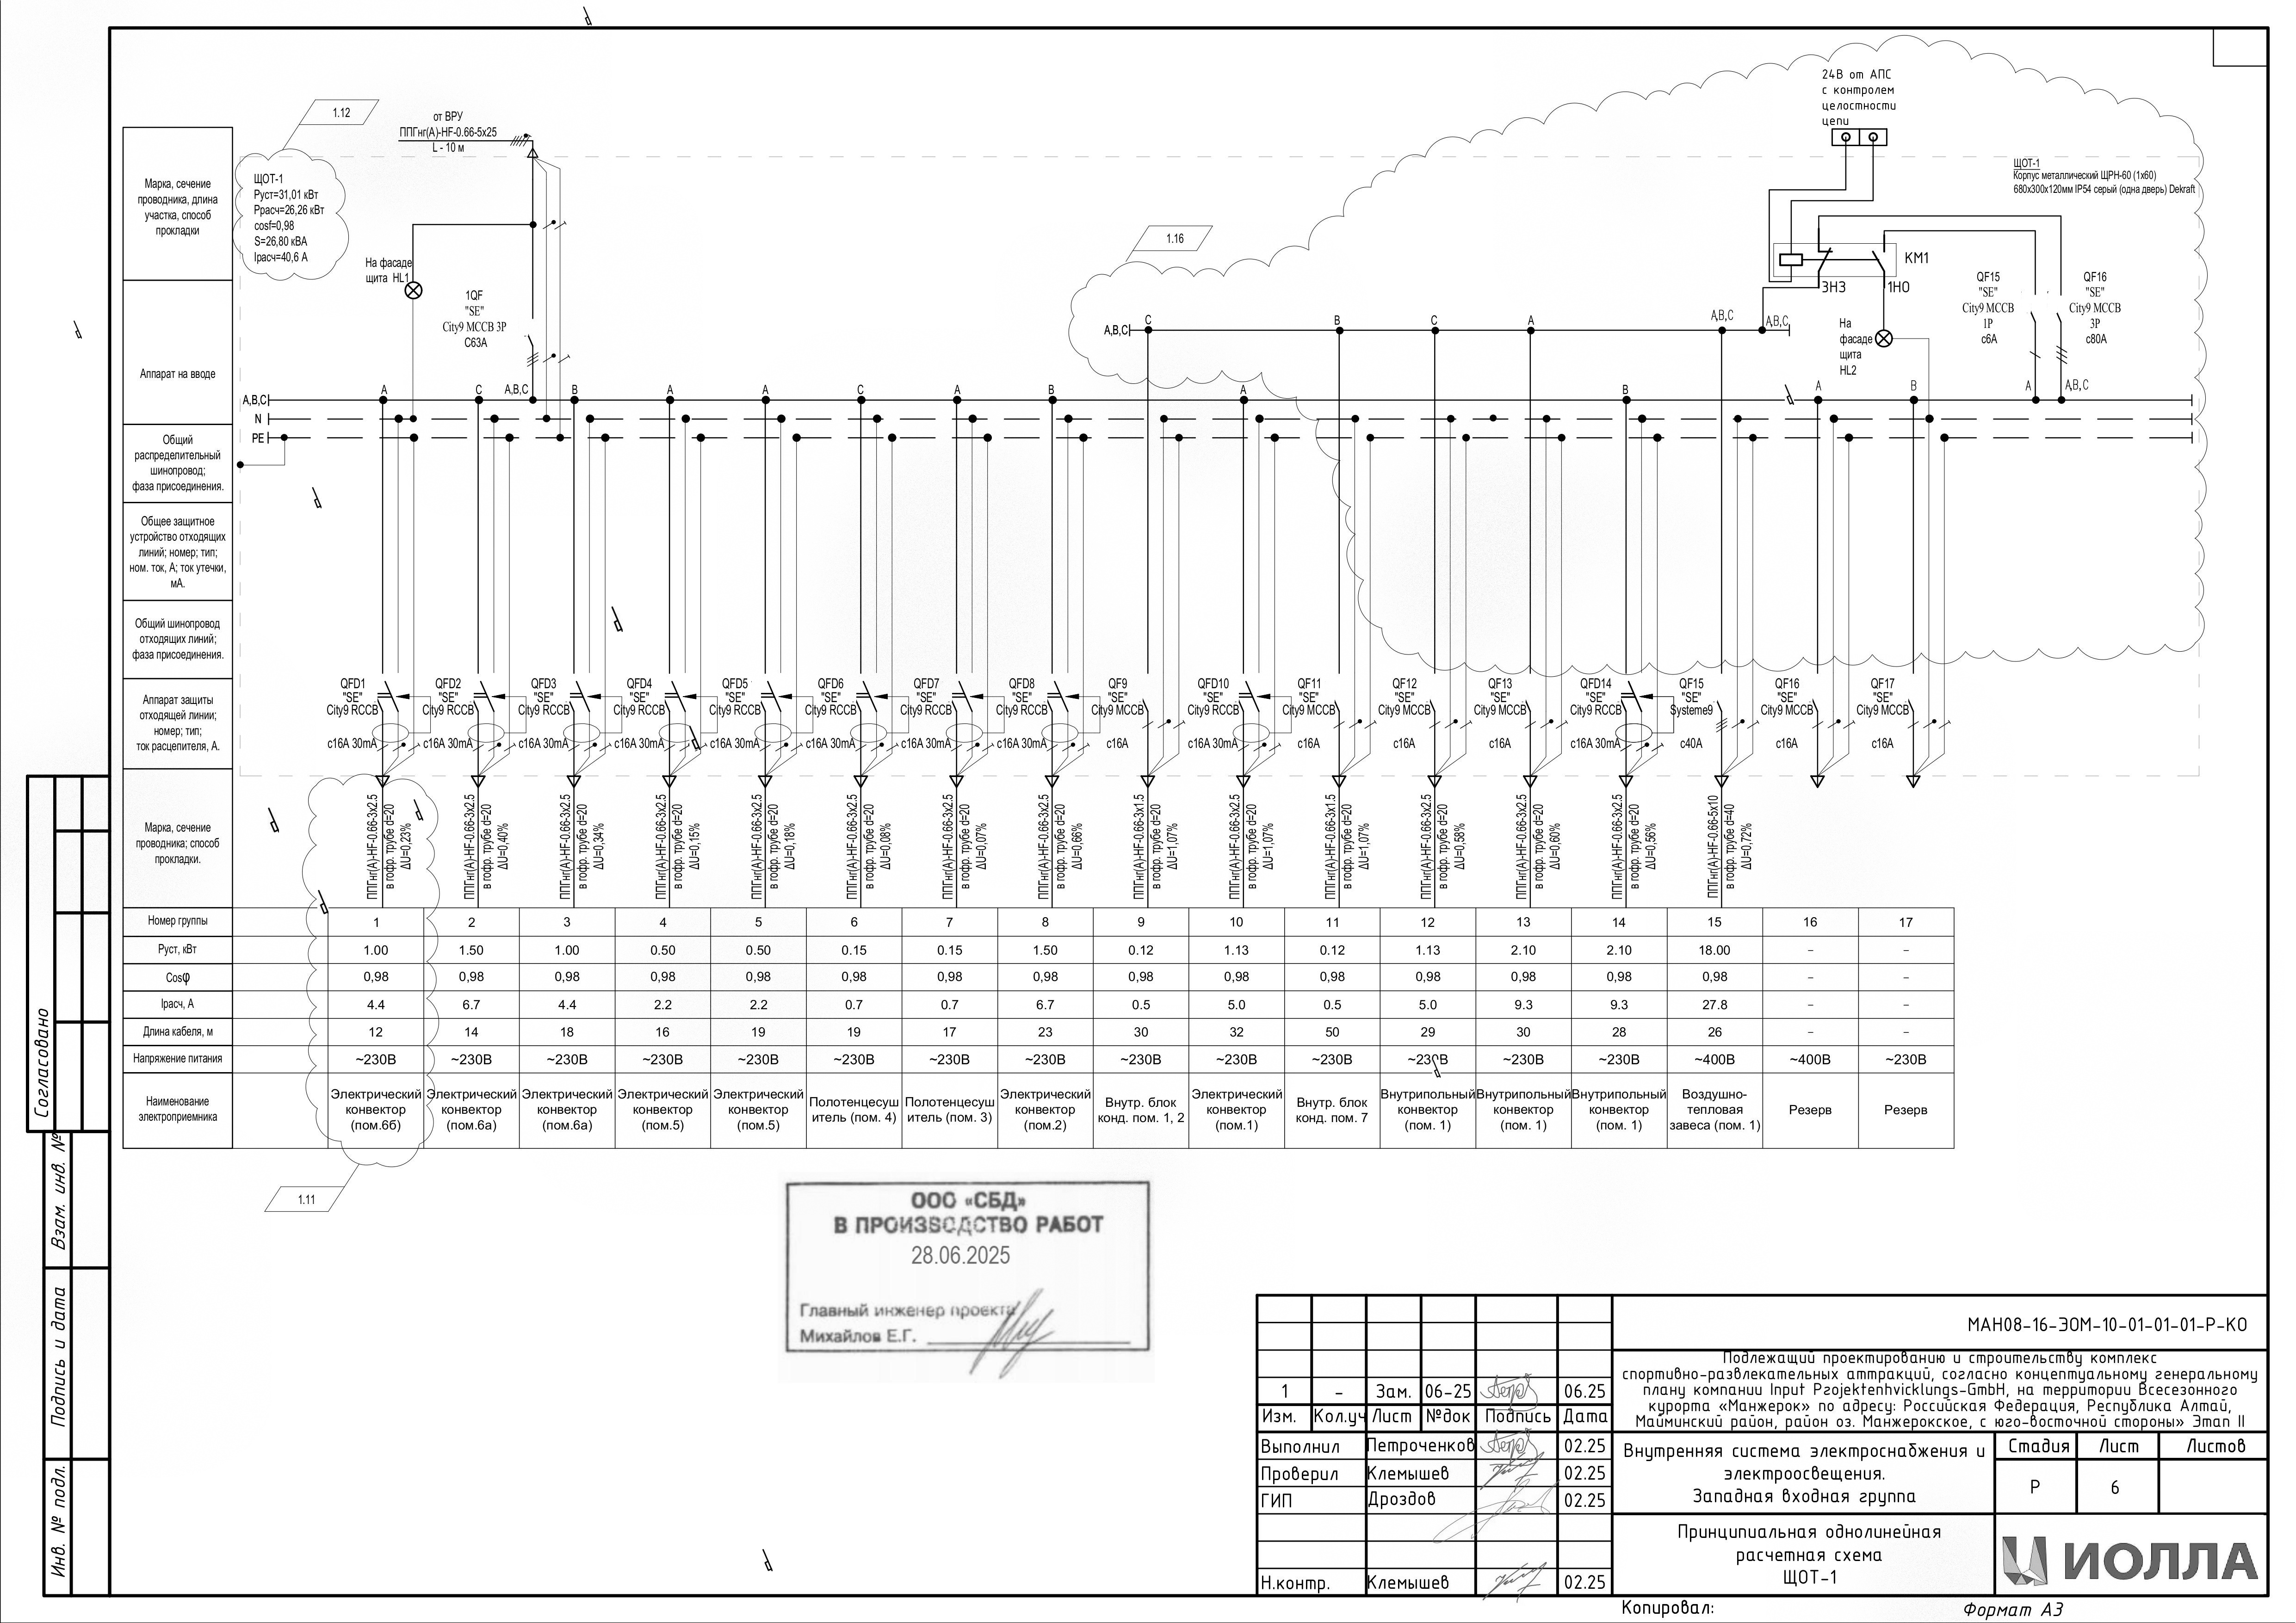 1.12
от ВРУ
ППГнг(А)-HF-0.66-5х25
L - 10 м
24В от АПС
с контролем
целостности
цепи
ЩОТ-1
Руст=31,01 кВт
Ррасч=26,26 кВт
cosf=0,98
S=26,80 кВА
Iрасч=40,6 А
ЩОТ-1
Корпус металлический ЩРН-60 (1х60)
680х300х120мм IP54 серый (одна дверь) Dekraft
1.16
На фасаде
щита HL1
1QF
"SE"
City9 MCCB 3P
C63A
KM1
3НЗ
1НО
QF15
"SE"
City9 MCCB
1P
c6A
QF16
"SE"
City9 MCCB
3P
c80A
На
фасаде
щита
HL2
A,B,C
C
B
C
A
A,B,C
A,B,C
A,B,C
A
C
A,B,C
B
A
A
C
A
B
A
B
A
B
A
A,B,C
N
PE
Марка, сечение
проводника, длина
участка, способ
прокладки
Аппарат на вводе
Общий
распределительный
шинопровод;
фаза присоединения.
Общее защитное
устройство отходящих
линий; номер; тип;
ном. ток, А; ток утечки,
мА.
Общий шинопровод
отходящих линий;
фаза присоединения.
Аппарат защиты
отходящей линии;
номер; тип;
ток расцепителя, А.
Марка, сечение
проводника; способ
прокладки.
QFD1 QFD2 QFD3 QFD4 QFD5 QFD6 QFD7 QFD8 QF9 QFD10 QF11 QF12 QF13 QFD14 QF15 QF16 QF17
"SE" "SE" "SE" "SE" "SE" "SE" "SE" "SE" "SE" "SE" "SE" "SE" "SE" "SE" "SE" "SE" "SE"
City9 RCCB City9 RCCB City9 RCCB City9 RCCB City9 RCCB City9 RCCB City9 RCCB City9 RCCB City9 MCCB City9 RCCB City9 MCCB City9 MCCB City9 MCCB City9 RCCB Systeme9 City9 MCCB City9 MCCB
c16A 30mA c16A 30mA c16A 30mA c16A 30mA c16A 30mA c16A 30mA c16A 30mA c16A 30mA c16A c16A 30mA c16A c16A c16A c16A 30mA c40A c16A c16A
ППГнг(А)-HF-0.66-3х2.5
в гофр. трубе d=20
ΔU=0,23%
ППГнг(А)-HF-0.66-3х2.5
в гофр. трубе d=20
ΔU=0,40%
ППГнг(А)-HF-0.66-3х2.5
в гофр. трубе d=20
ΔU=0,34%
ППГнг(А)-HF-0.66-3х2.5
в гофр. трубе d=20
ΔU=0,15%
ППГнг(А)-HF-0.66-3х2.5
в гофр. трубе d=20
ΔU=0,18%
ППГнг(А)-HF-0.66-3х2.5
в гофр. трубе d=20
ΔU=0,08%
ППГнг(А)-HF-0.66-3х2.5
в гофр. трубе d=20
ΔU=0,07%
ППГнг(А)-HF-0.66-3х2.5
в гофр. трубе d=20
ΔU=0,66%
ППГнг(А)-HF-0.66-3х1.5
в гофр. трубе d=20
ΔU=1,07%
ППГнг(А)-HF-0.66-3х2.5
в гофр. трубе d=20
ΔU=1,07%
ППГнг(А)-HF-0.66-3х1.5
в гофр. трубе d=20
ΔU=1,07%
ППГнг(А)-HF-0.66-3х2.5
в гофр. трубе d=20
ΔU=0,58%
ППГнг(А)-HF-0.66-3х2.5
в гофр. трубе d=20
ΔU=0,60%
ППГнг(А)-HF-0.66-3х2.5
в гофр. трубе d=20
ΔU=0,56%
ППГнг(А)-HF-0.66-5х10
в гофр. трубе d=40
ΔU=0,72%
Номер группы 1 2 3 4 5 6 7 8 9 10 11 12 13 14 15 16 17
Руст, кВт 1.00 1.50 1.00 0.50 0.50 0.15 0.15 1.50 0.12 1.13 0.12 1.13 2.10 2.10 18.00 – –
Cosφ 0,98 0,98 0,98 0,98 0,98 0,98 0,98 0,98 0,98 0,98 0,98 0,98 0,98 0,98 0,98 – –
Iрасч, А 4.4 6.7 4.4 2.2 2.2 0.7 0.7 6.7 0.5 5.0 0.5 5.0 9.3 9.3 27.8 – –
Длина кабеля, м 12 14 18 16 19 19 17 23 30 32 50 29 30 28 26 – –
Напряжение питания ~230В ~230В ~230В ~230В ~230В ~230В ~230В ~230В ~230В ~230В ~230В ~230В ~230В ~230В ~400В ~400В ~230В
Наименование
электроприемника
Электрический
конвектор
(пом.6б)
Электрический
конвектор
(пом.6а)
Электрический
конвектор
(пом.6а)
Электрический
конвектор
(пом.5)
Электрический
конвектор
(пом.5)
Полотенцесуш
итель (пом. 4)
Полотенцесуш
итель (пом. 3)
Электрический
конвектор
(пом.2)
Внутр. блок
конд. пом. 1, 2
Электрический
конвектор
(пом.1)
Внутр. блок
конд. пом. 7
Внутрипольный
конвектор
(пом. 1)
Внутрипольный
конвектор
(пом. 1)
Внутрипольный
конвектор
(пом. 1)
Воздушно-
тепловая
завеса (пом. 1)
Резерв
Резерв
1.11
ООО «СБД»
В ПРОИЗВОДСТВО РАБОТ
28.06.2025
Главный инженер проекта
Михайлов Е.Г.
Согласовано
Взам. инв. №
Подпись и дата
Инв. № подл.
МАН08-16-ЭОМ-10-01-01-01-Р-КО
Подлежащий проектированию и строительству комплекс
спортивно-развлекательных аттракций, согласно концептуальному генеральному
плану компании Input Projektenhvicklungs-GmbH, на территории Всесезонного
курорта «Манжерок» по адресу: Российская Федерация, Республика Алтай,
Майминский район, район оз. Манжерокское, с юго-восточной стороны» Этап II
1 – Зам. 06-25 06.25
Изм. Кол.уч Лист №док Подпись Дата
Выполнил Петроченков 02.25
Проверил Клемышев 02.25
ГИП Дроздов 02.25
Н.контр. Клемышев 02.25
Внутренняя система электроснабжения и
электроосвещения.
Западная входная группа
Стадия Лист Листов
Р 6
Принципиальная однолинейная
расчетная схема
ЩОТ-1
ИОЛЛА
Копировал:
Формат А3